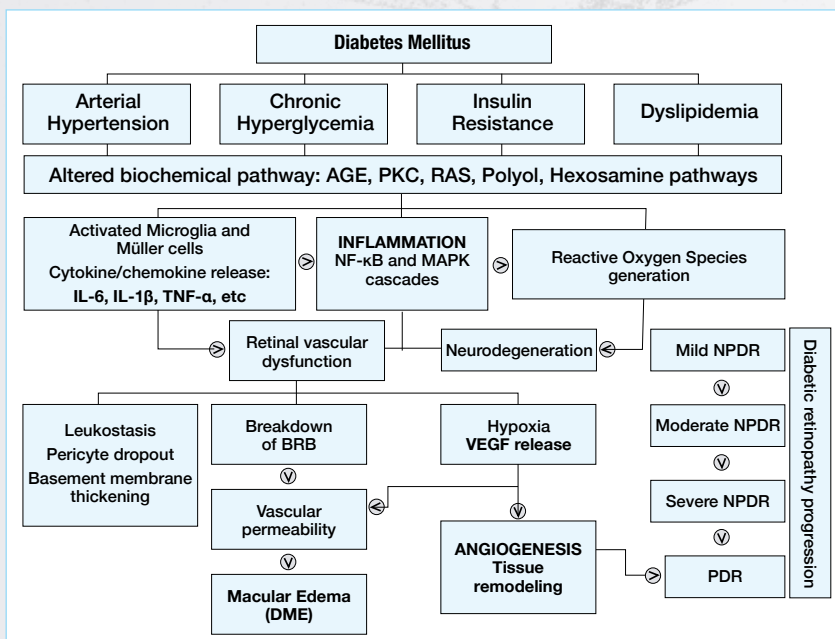 Diabetes Mellitus
Arterial
Hypertension
Chronic
Hyperglycemia
Insulin
Resistance
Dyslipidemia
Altered biochemical pathway: AGE, PKC, RAS, Polyol, Hexosamine pathways
Activated Microglia and
Müller cells
Cytokine/chemokine release:
IL-6, IL-1β, TNF-α, etc
INFLAMMATION
NF-κB and MAPK
cascades
Reactive Oxygen Species
generation
Retinal vascular
dysfunction
Neurodegeneration
Mild NPDR
Leukostasis
Pericyte dropout
Basement membrane
thickening
Breakdown
of BRB
Hypoxia
VEGF release
Moderate NPDR
Vascular
permeability
Severe NPDR
Macular Edema
(DME)
ANGIOGENESIS
Tissue
remodeling
PDR
Diabetic retinopathy progression